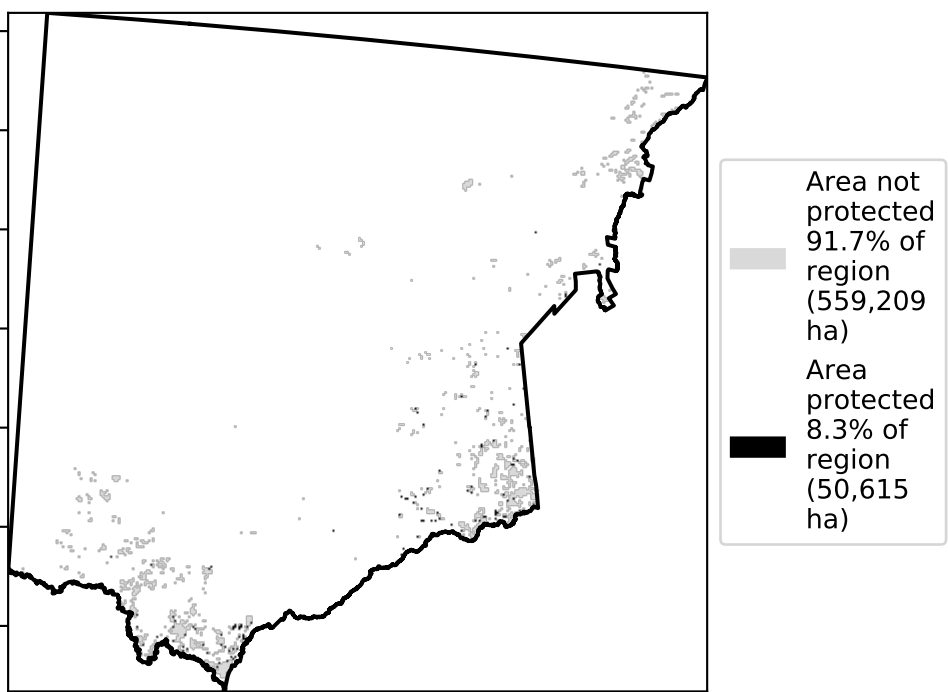 Area not
protected
91.7% of
region
(559,209
ha)
Area
protected
8.3% of
region
(50,615
ha)